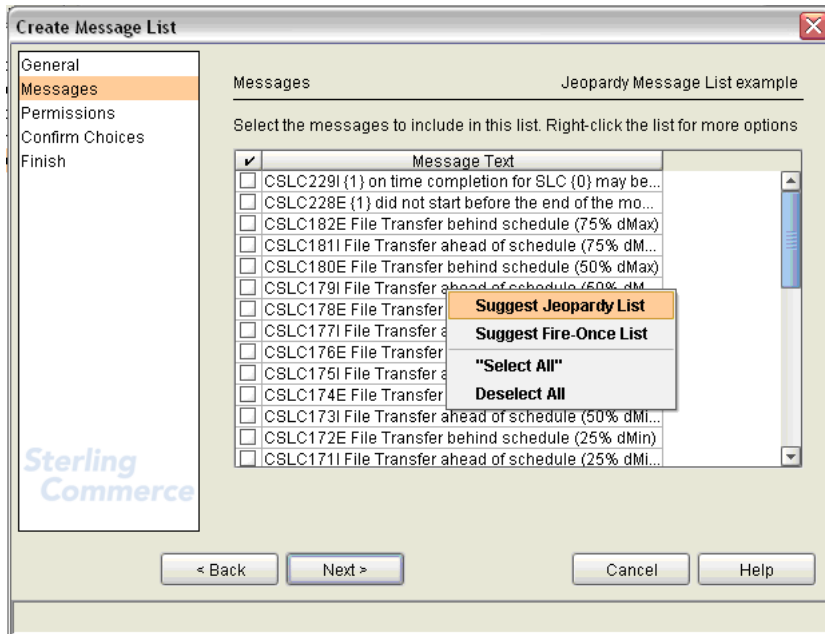 Create Message List
General
Messages
Permissions
Confirm Choices
Finish
Messages Jeopardy Message List example
Select the messages to include in this list. Right-click the list for more options
✔ Message Text
CSLC229I {1} on time completion for SLC {0} may be...
CSLC228E {1} did not start before the end of the mo...
CSLC182E File Transfer behind schedule (75% dMax)
CSLC181I File Transfer ahead of schedule (75% dM...
CSLC180E File Transfer behind schedule (50% dMax)
CSLC179I File Transfer ahead of schedule (50% dM
CSLC178E File Transfer
CSLC177I File Transfer a
CSLC176E File Transfer
CSLC175I File Transfer a
CSLC174E File Transfer
CSLC173I File Transfer ahead of schedule (50% dMi...
CSLC172E File Transfer behind schedule (25% dMin)
CSLC171I File Transfer ahead of schedule (25% dMi...
Suggest Jeopardy List
Suggest Fire-Once List
"Select All"
Deselect All
Sterling
Commerce
< Back Next > Cancel Help